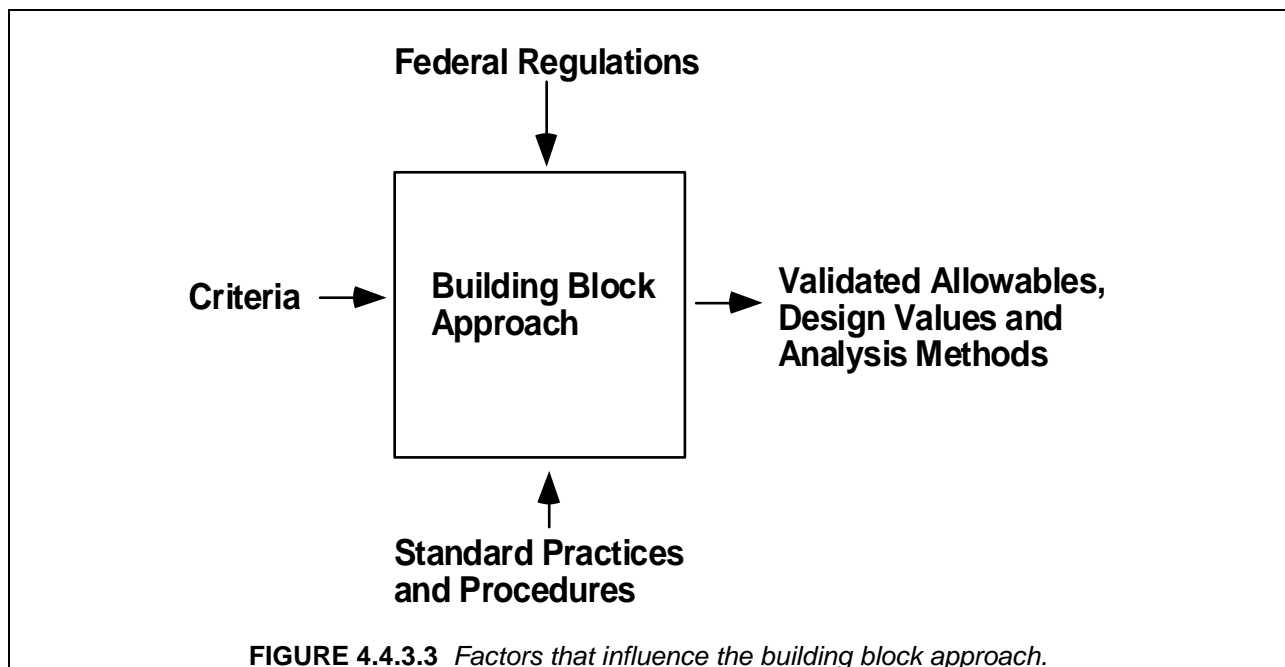 Federal Regulations
Criteria
Building Block
Approach
Validated Allowables,
Design Values and
Analysis Methods
Standard Practices
and Procedures
FIGURE 4.4.3.3 Factors that influence the building block approach.